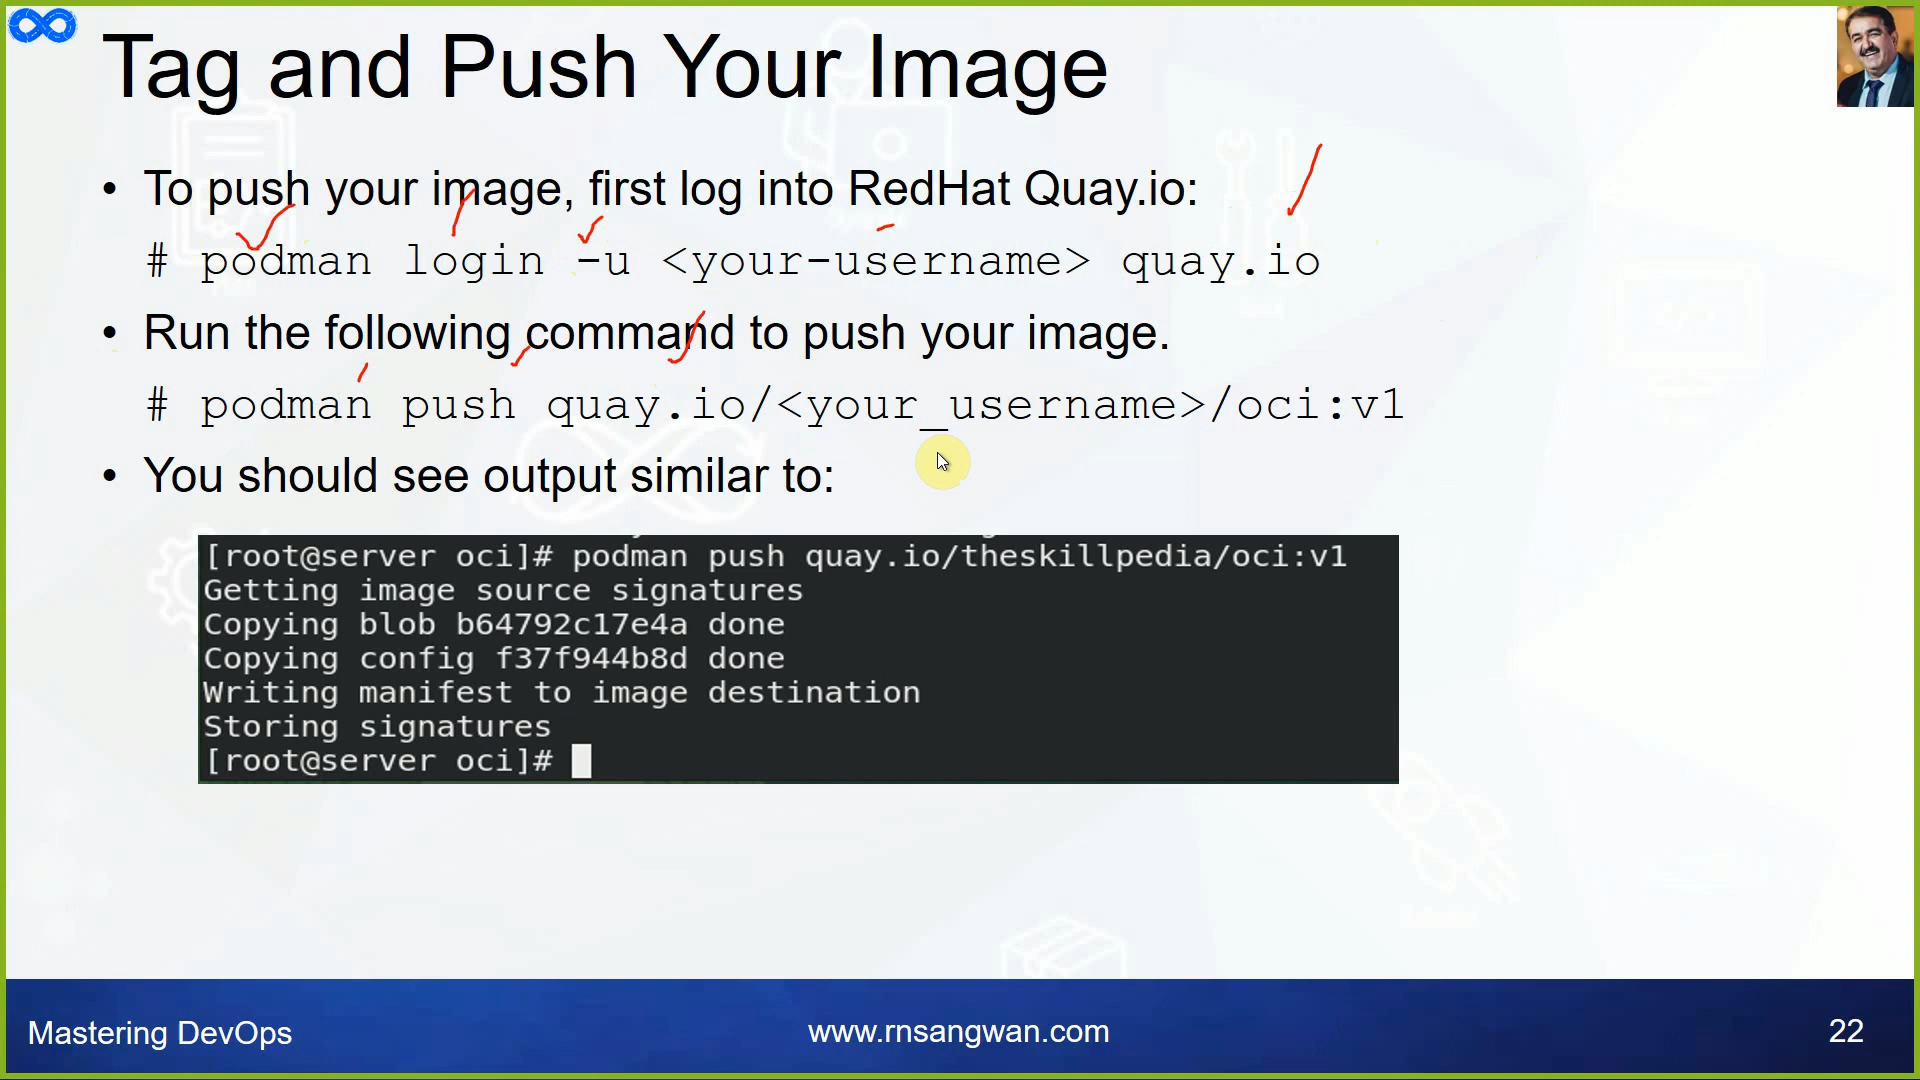 Tag and Push Your Image
• To push your image, first log into RedHat Quay.io:
# podman login -u <your-username> quay.io
• Run the following command to push your image.
# podman push quay.io/<your_username>/oci:v1
• You should see output similar to:
[root@server oci]# podman push quay.io/theskillpedia/oci:v1
Getting image source signatures
Copying blob b64792c17e4a done
Copying config f37f944b8d done
Writing manifest to image destination
Storing signatures
[root@server oci]#
Mastering DevOps
www.rnsangwan.com
22